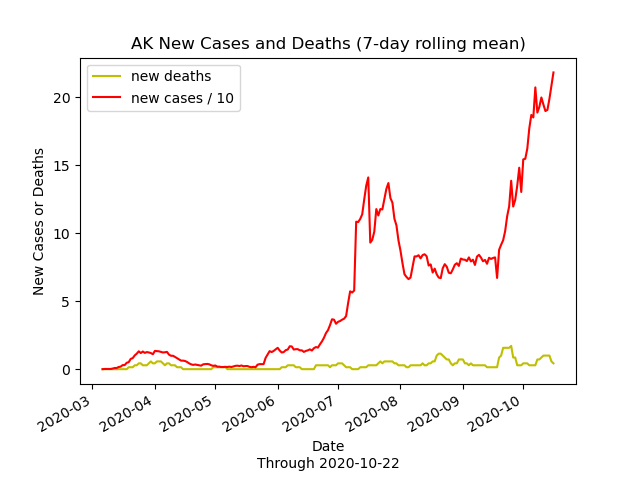 AK New Cases and Deaths (7-day rolling mean)
new deaths
new cases / 10
New Cases or Deaths
20
15
10
5
0
2020-03
2020-04
2020-05
2020-06
2020-07
2020-08
2020-09
2020-10
Date
Through 2020-10-22